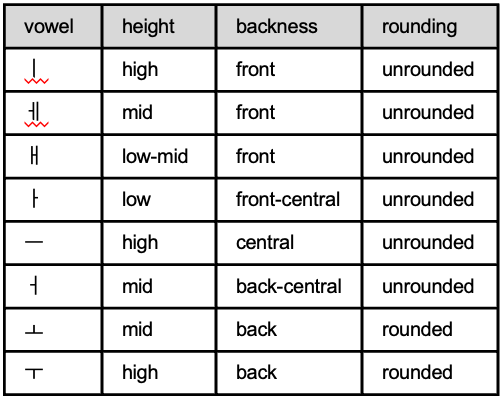 vowel height backness rounding
ㅣ high front unrounded
ㅔ mid front unrounded
ㅐ low-mid front unrounded
ㅏ low front-central unrounded
ㅡ high central unrounded
ㅓ mid back-central unrounded
ㅗ mid back rounded
ㅜ high back rounded